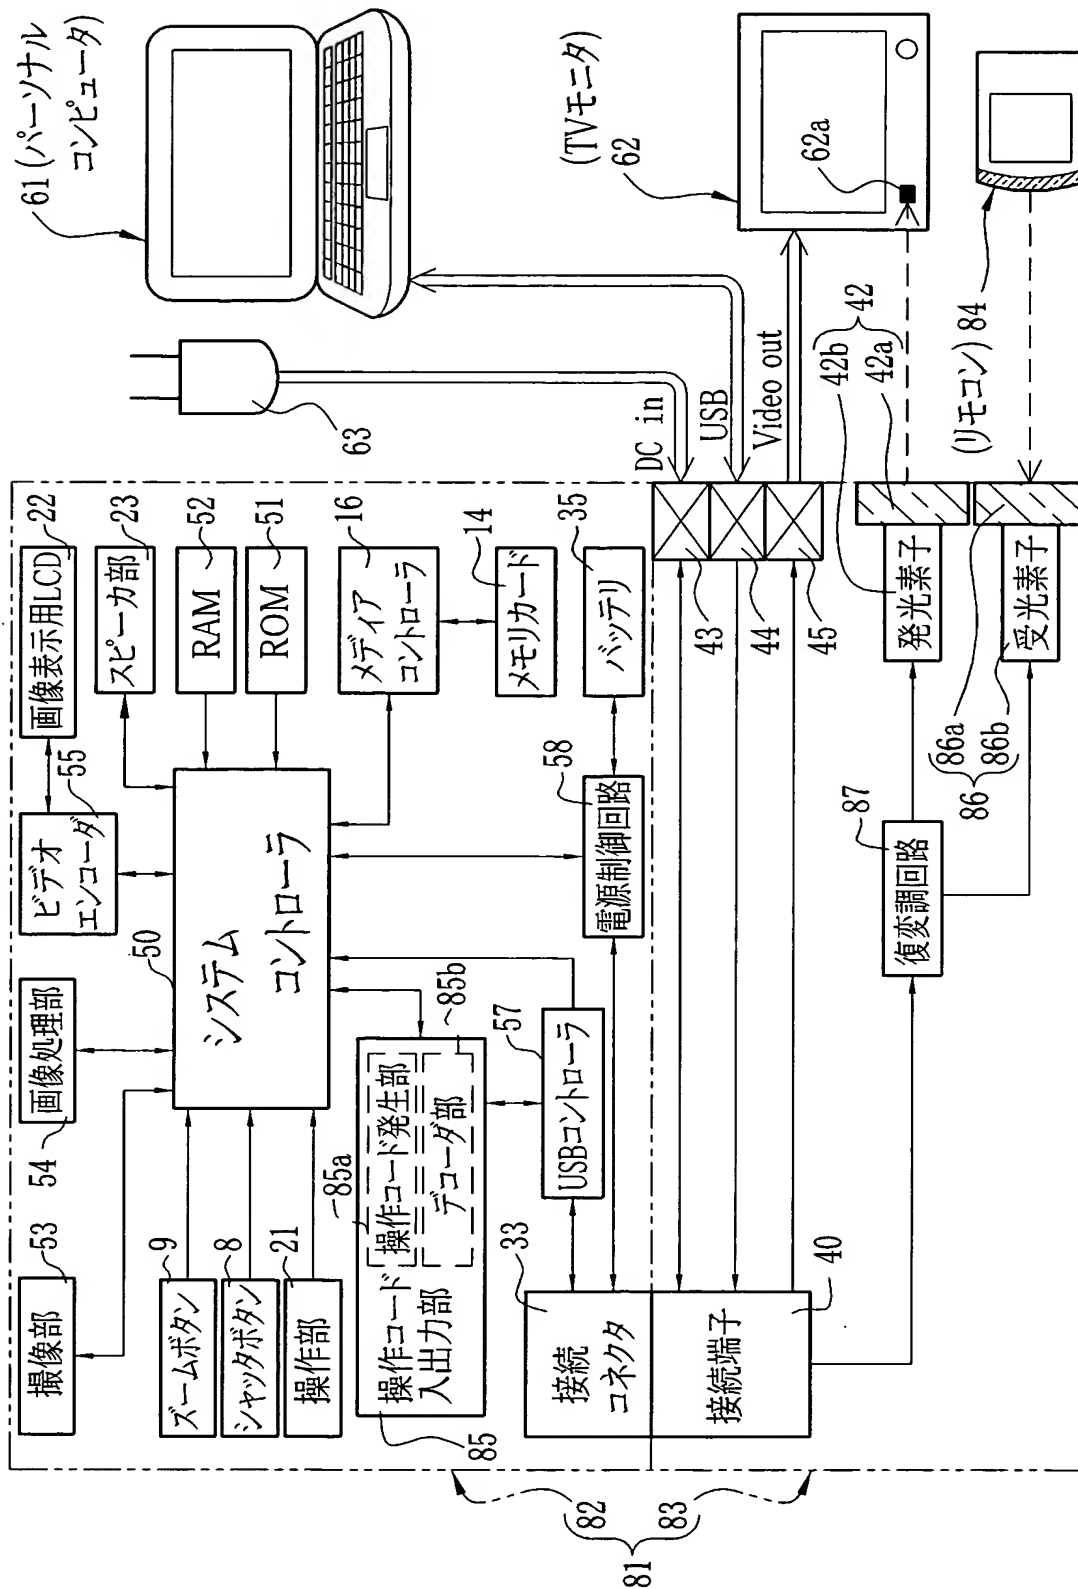 61 (パーソナル
コンピュータ)
63
(TVモニタ)
62
62a
(リモコン) 84
DC in
USB
Video out
42
42b
42a
画像表示用LCD
22
スピーカ部
23
RAM
52
ROM
51
メディア
コントローラ
16
メモリカード
14
バッテリ
35
ビデオ
エンコーダ
55
電源制御回路
58
43
44
45
発光素子
受光素子
86a
86b
86
復変調回路
87
画像処理部
54
システム
コントローラ
50
撮像部
53
ズームボタン
9
シャッタボタン
8
操作部
21
操作コード
入出力部
85
操作コード発生部
85a
デコーダ部
85b
USBコントローラ
57
接続
コネクタ
33
接続端子
40
82
83
81